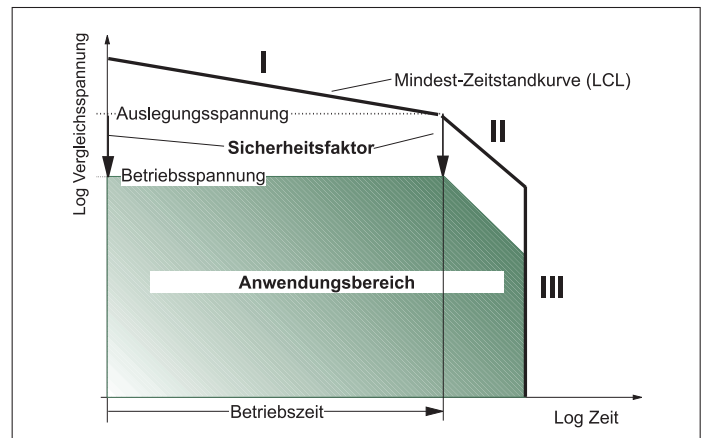 Log Vergleichsspannung
I
Mindest-Zeitstandkurve (LCL)
Auslegungsspannung
II
Sicherheitsfaktor
Betriebsspannung
Anwendungsbereich
III
Betriebszeit
Log Zeit